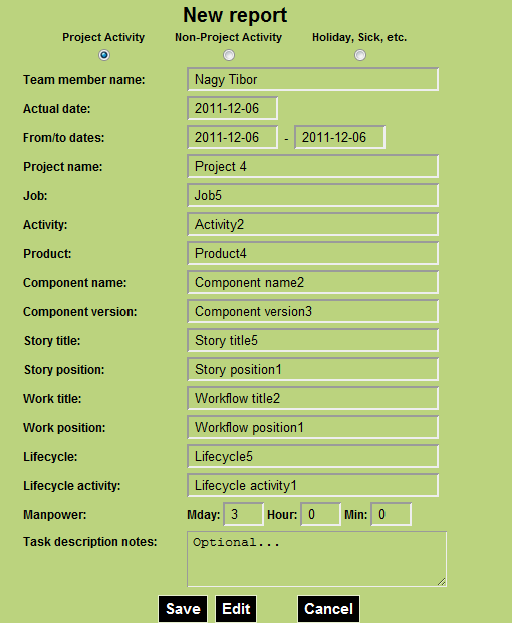 New report
Project Activity Non-Project Activity Holiday, Sick, etc.
Team member name: Nagy Tibor
Actual date: 2011-12-06
From/to dates: 2011-12-06 - 2011-12-06
Project name: Project 4
Job: Job5
Activity: Activity2
Product: Product4
Component name: Component name2
Component version: Component version3
Story title: Story title5
Story position: Story position1
Work title: Workflow title2
Work position: Workflow position1
Lifecycle: Lifecycle5
Lifecycle activity: Lifecycle activity1
Manpower: Mday: 3 Hour: 0 Min: 0
Task description notes: Optional...
Save Edit Cancel